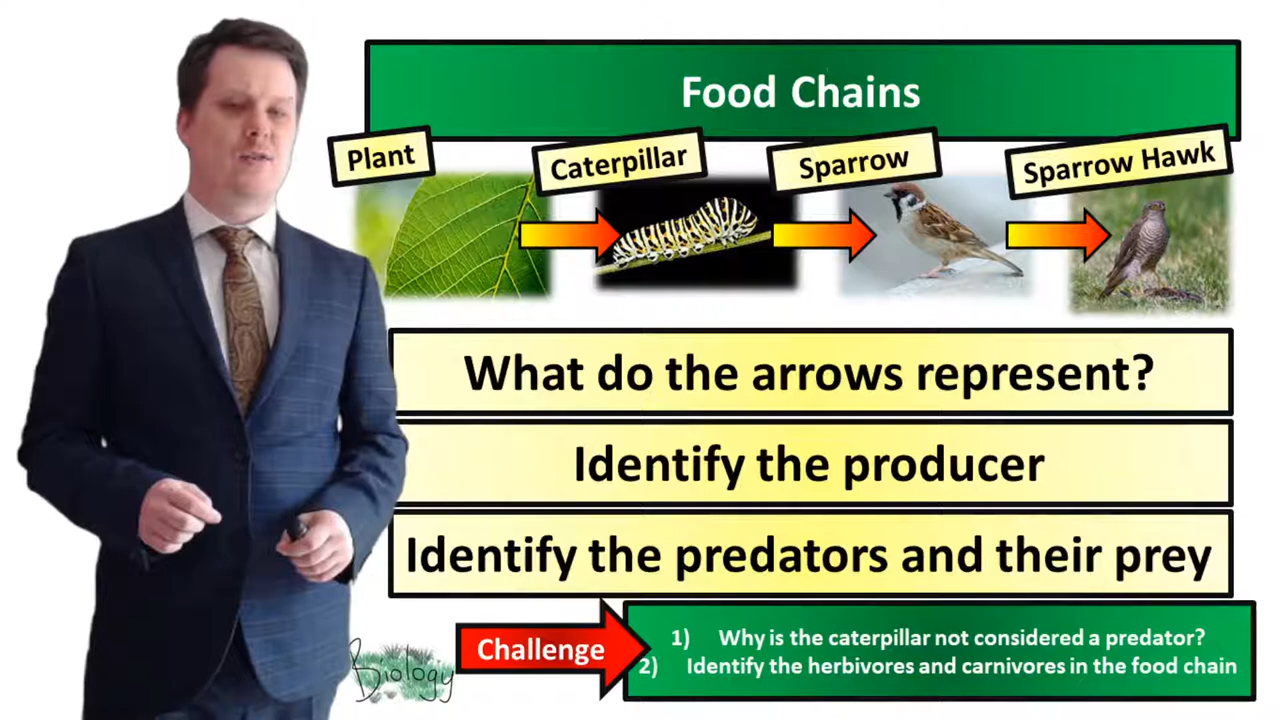 Food Chains
Plant
Caterpillar
Sparrow
Sparrow Hawk
What do the arrows represent?
Identify the producer
Identify the predators and their prey
Challenge
1) Why is the caterpillar not considered a predator?
2) Identify the herbivores and carnivores in the food chain
Biology